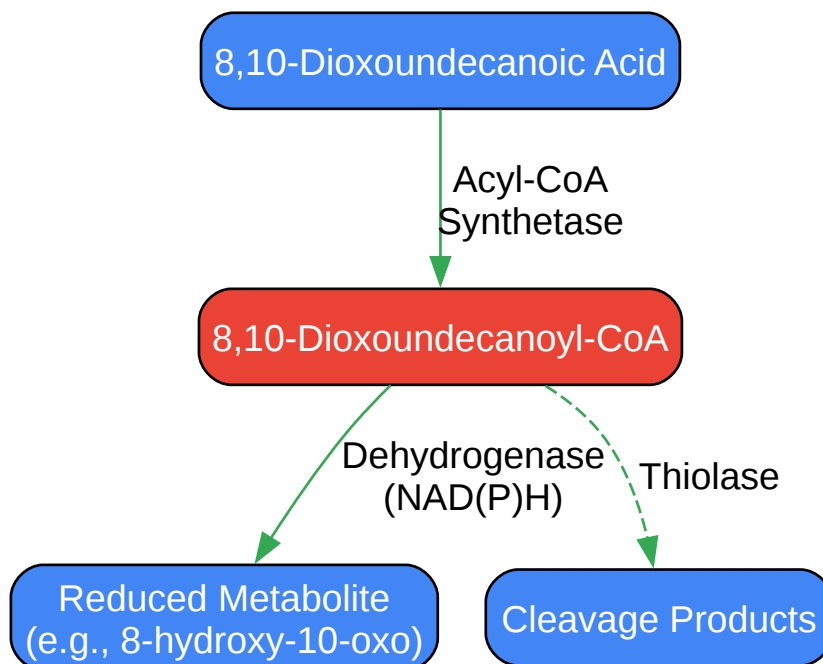 8,10-Dioxoundecanoic Acid
Acyl-CoA
Synthetase
8,10-Dioxoundecanoyl-CoA
Dehydrogenase
(NAD(P)H)
Thiolase
Reduced Metabolite
(e.g., 8-hydroxy-10-oxo)
Cleavage Products